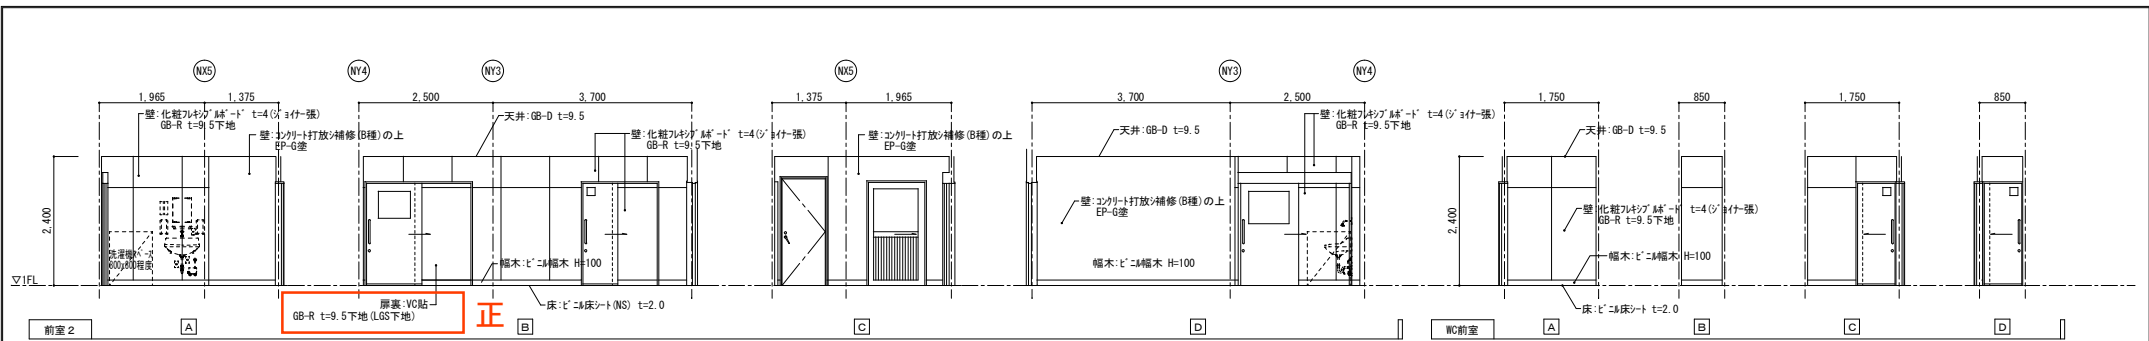 NX5
NY4
NY3
NX5
NY3
NY4
1,965
1,375
2,500
3,700
1,375
1,965
3,700
2,500
1,750
850
1,750
850
壁:化粧フレキシブルボード t=4(ジョイナー張)
GB-R t=9.5下地
壁:コンクリート打放シ補修(B種)の上
EP-G塗
天井:GB-D t=9.5
壁:化粧フレキシブルボード t=4(ジョイナー張)
GB-R t=9.5下地
壁:コンクリート打放シ補修(B種)の上
EP-G塗
天井:GB-D t=9.5
壁:化粧フレキシブルボード t=4(ジョイナー張)
GB-R t=9.5下地
天井:GB-D t=9.5
2,400
壁:コンクリート打放シ補修(B種)の上
EP-G塗
2,400
壁:化粧フレキシブルボード t=4(ジョイナー張)
GB-R t=9.5下地
洗濯機スペース
800x800程度
幅木:ビニル幅木 H=100
幅木:ビニル幅木 H=100
幅木:ビニル幅木 H=100
▽1FL
扉裏:VC貼
GB-R t=9.5下地(LGS下地)
正
床:ビニル床シート(NS) t=2.0
床:ビニル床シート t=2.0
前室2
A
B
C
D
WC前室
A
B
C
D